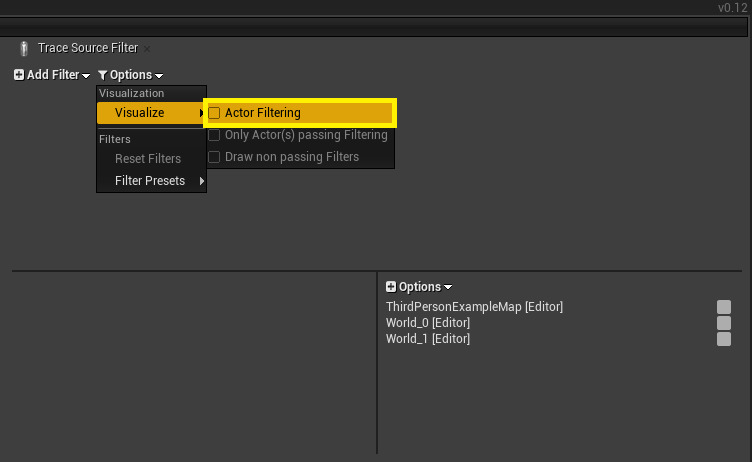 v0.12
Trace Source Filter
Add Filter Options
Visualization
Visualize
Actor Filtering
Only Actor(s) passing Filtering
Draw non passing Filters
Filters
Reset Filters
Filter Presets
Options
ThirdPersonExampleMap [Editor]
World_0 [Editor]
World_1 [Editor]